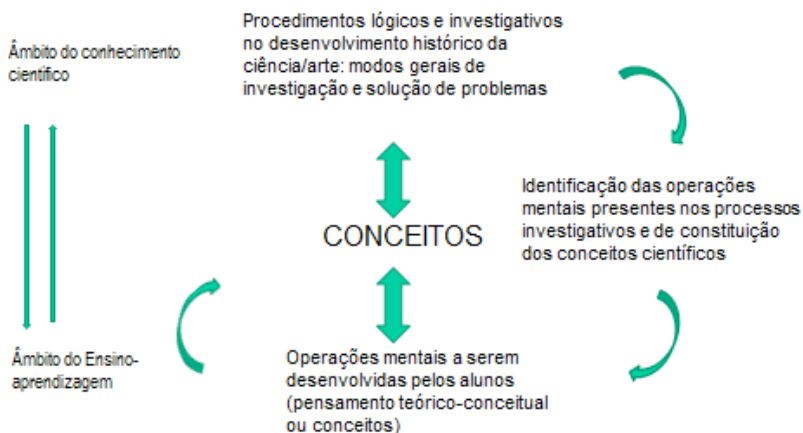 Procedimentos lógicos e investigativos
no desenvolvimento histórico da
ciência/arte: modos gerais de
investigação e solução de problemas
Âmbito do conhecimento
científico
Identificação das operações
mentais presentes nos processos
investigativos e de constituição
dos conceitos científicos
CONCEITOS
Âmbito do Ensino-
aprendizagem
Operações mentais a serem
desenvolvidas pelos alunos
(pensamento teórico-conceitual
ou conceitos)